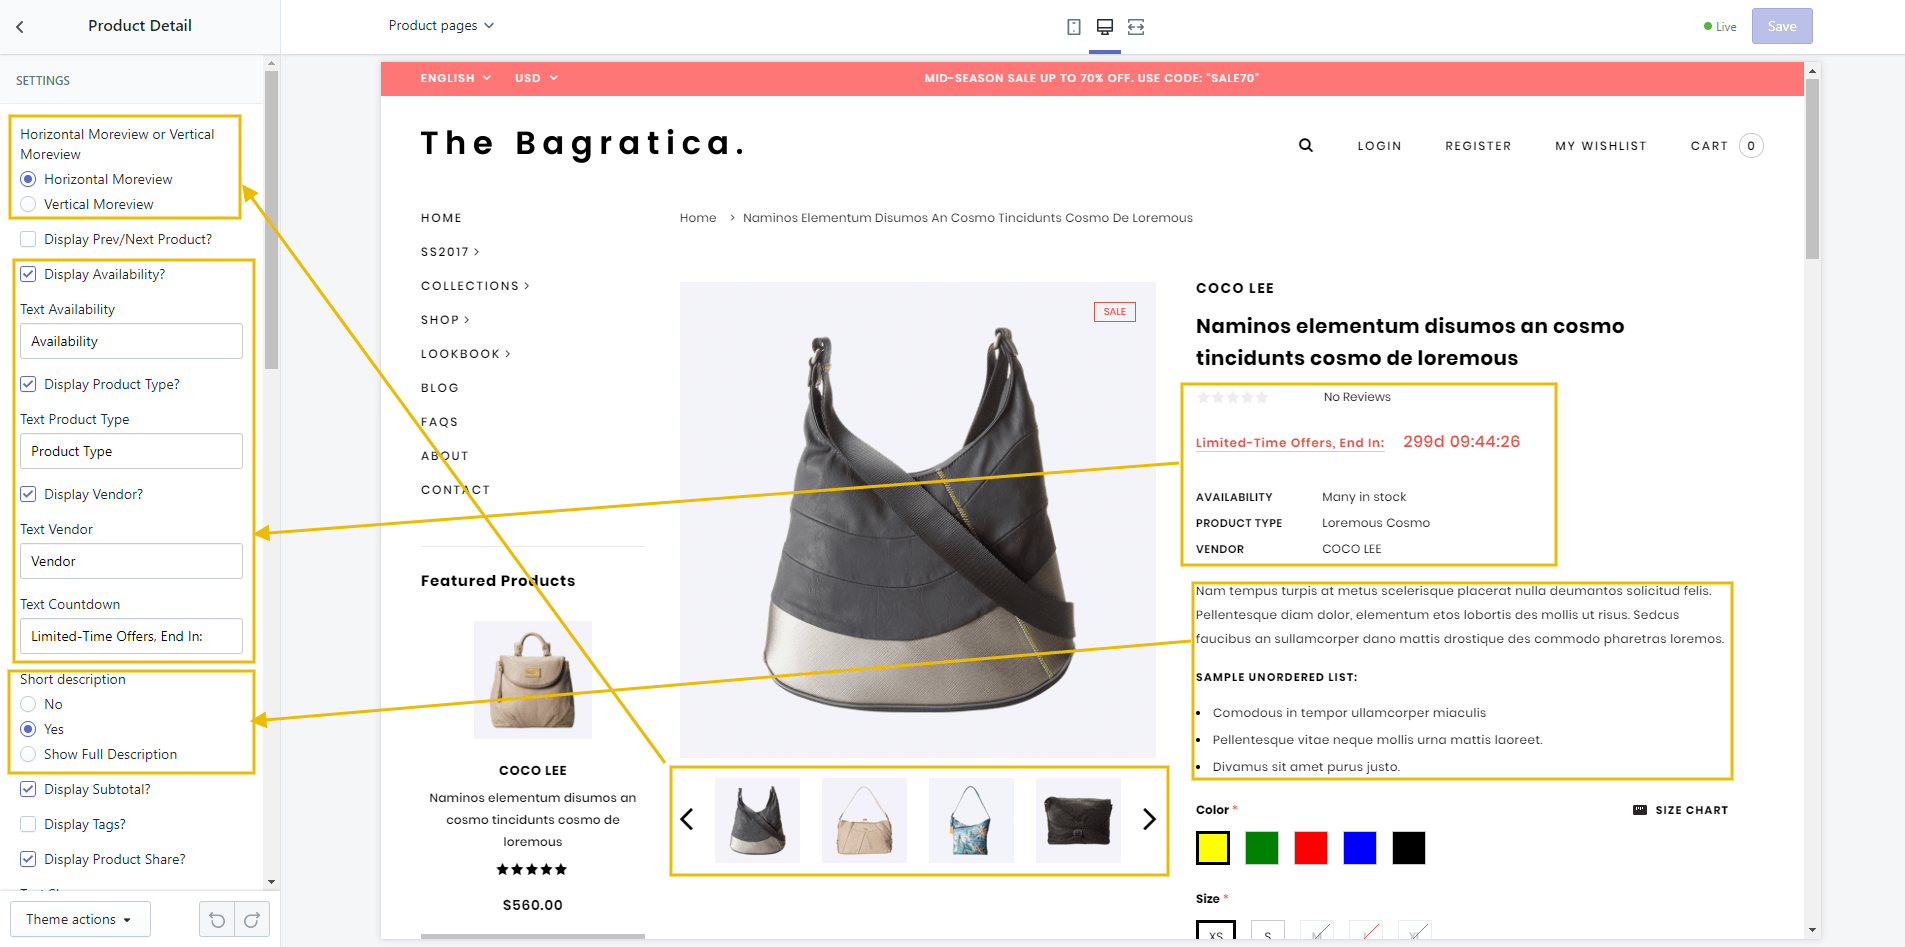 Product Detail
Product pages
Live
Save
SETTINGS
Horizontal Moreview or Vertical
Moreview
Horizontal Moreview
Vertical Moreview
Display Prev/Next Product?
Display Availability?
Text Availability
Availability
Display Product Type?
Text Product Type
Product Type
Display Vendor?
Text Vendor
Vendor
Text Countdown
Limited-Time Offers, End In:
Short description
No
Yes
Show Full Description
Display Subtotal?
Display Tags?
Display Product Share?
Theme actions
ENGLISH
USD
MID-SEASON SALE UP TO 70% OFF. USE CODE: "SALE70"
The Bagratica.
LOGIN
REGISTER
MY WISHLIST
CART
0
HOME
SS2017 >
COLLECTIONS >
SHOP >
LOOKBOOK >
BLOG
FAQS
ABOUT
CONTACT
Featured Products
COCO LEE
Naminos elementum disumos an
cosmo tincidunts cosmo de
loremous
★★★★★
$560.00
Home > Naminos Elementum Disumos An Cosmo Tincidunts Cosmo De Loremous
SALE
COCO LEE
Naminos elementum disumos an cosmo
tincidunts cosmo de loremous
No Reviews
Limited-Time Offers, End In: 299d 09:44:26
AVAILABILITY Many in stock
PRODUCT TYPE Loremous Cosmo
VENDOR COCO LEE
Nam tempus turpis at metus scelerisque placerat nulla deumantos solicitud felis.
Pellentesque diam dolor, elementum etos lobortis des mollis ut risus. Sedcus
faucibus an sullamcorper dano mattis drostique des commodo pharetras loremos.
SAMPLE UNORDERED LIST:
• Comodous in tempor ullamcorper miaculis
• Pellentesque vitae neque mollis urna mattis laoreet.
• Divamus sit amet purus justo.
Color *
SIZE CHART
Size *
XS
S
M
L
XL